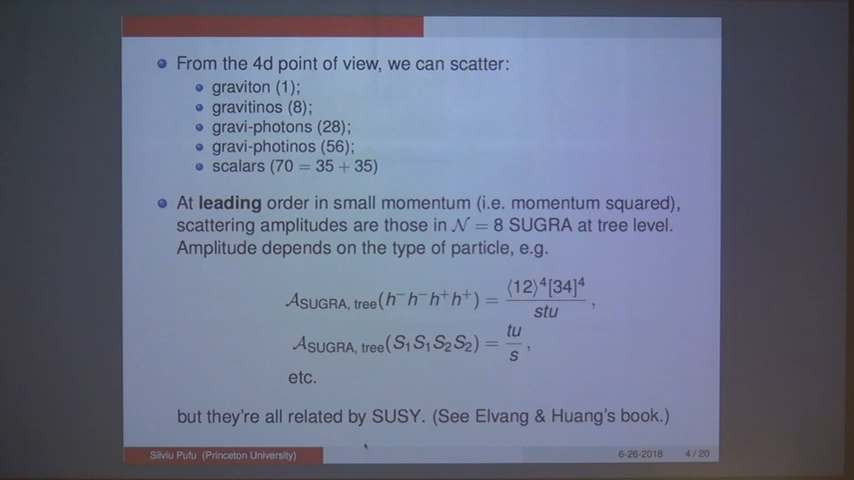 From the 4d point of view, we can scatter:
graviton (1);
gravitinos (8);
gravi-photons (28);
gravi-photinos (56);
scalars (70 = 35 + 35)
At leading order in small momentum (i.e. momentum squared),
scattering amplitudes are those in 𝒩 = 8 SUGRA at tree level.
Amplitude depends on the type of particle, e.g.
𝒜_SUGRA, tree(h⁻h⁻h⁺h⁺) = ⟨12⟩⁴[34]⁴ / stu ,
𝒜_SUGRA, tree(S₁S₁S₂S₂) = tu / s ,
etc.
but they're all related by SUSY. (See Elvang & Huang's book.)
Silviu Pufu (Princeton University) 6-26-2018 4 / 20